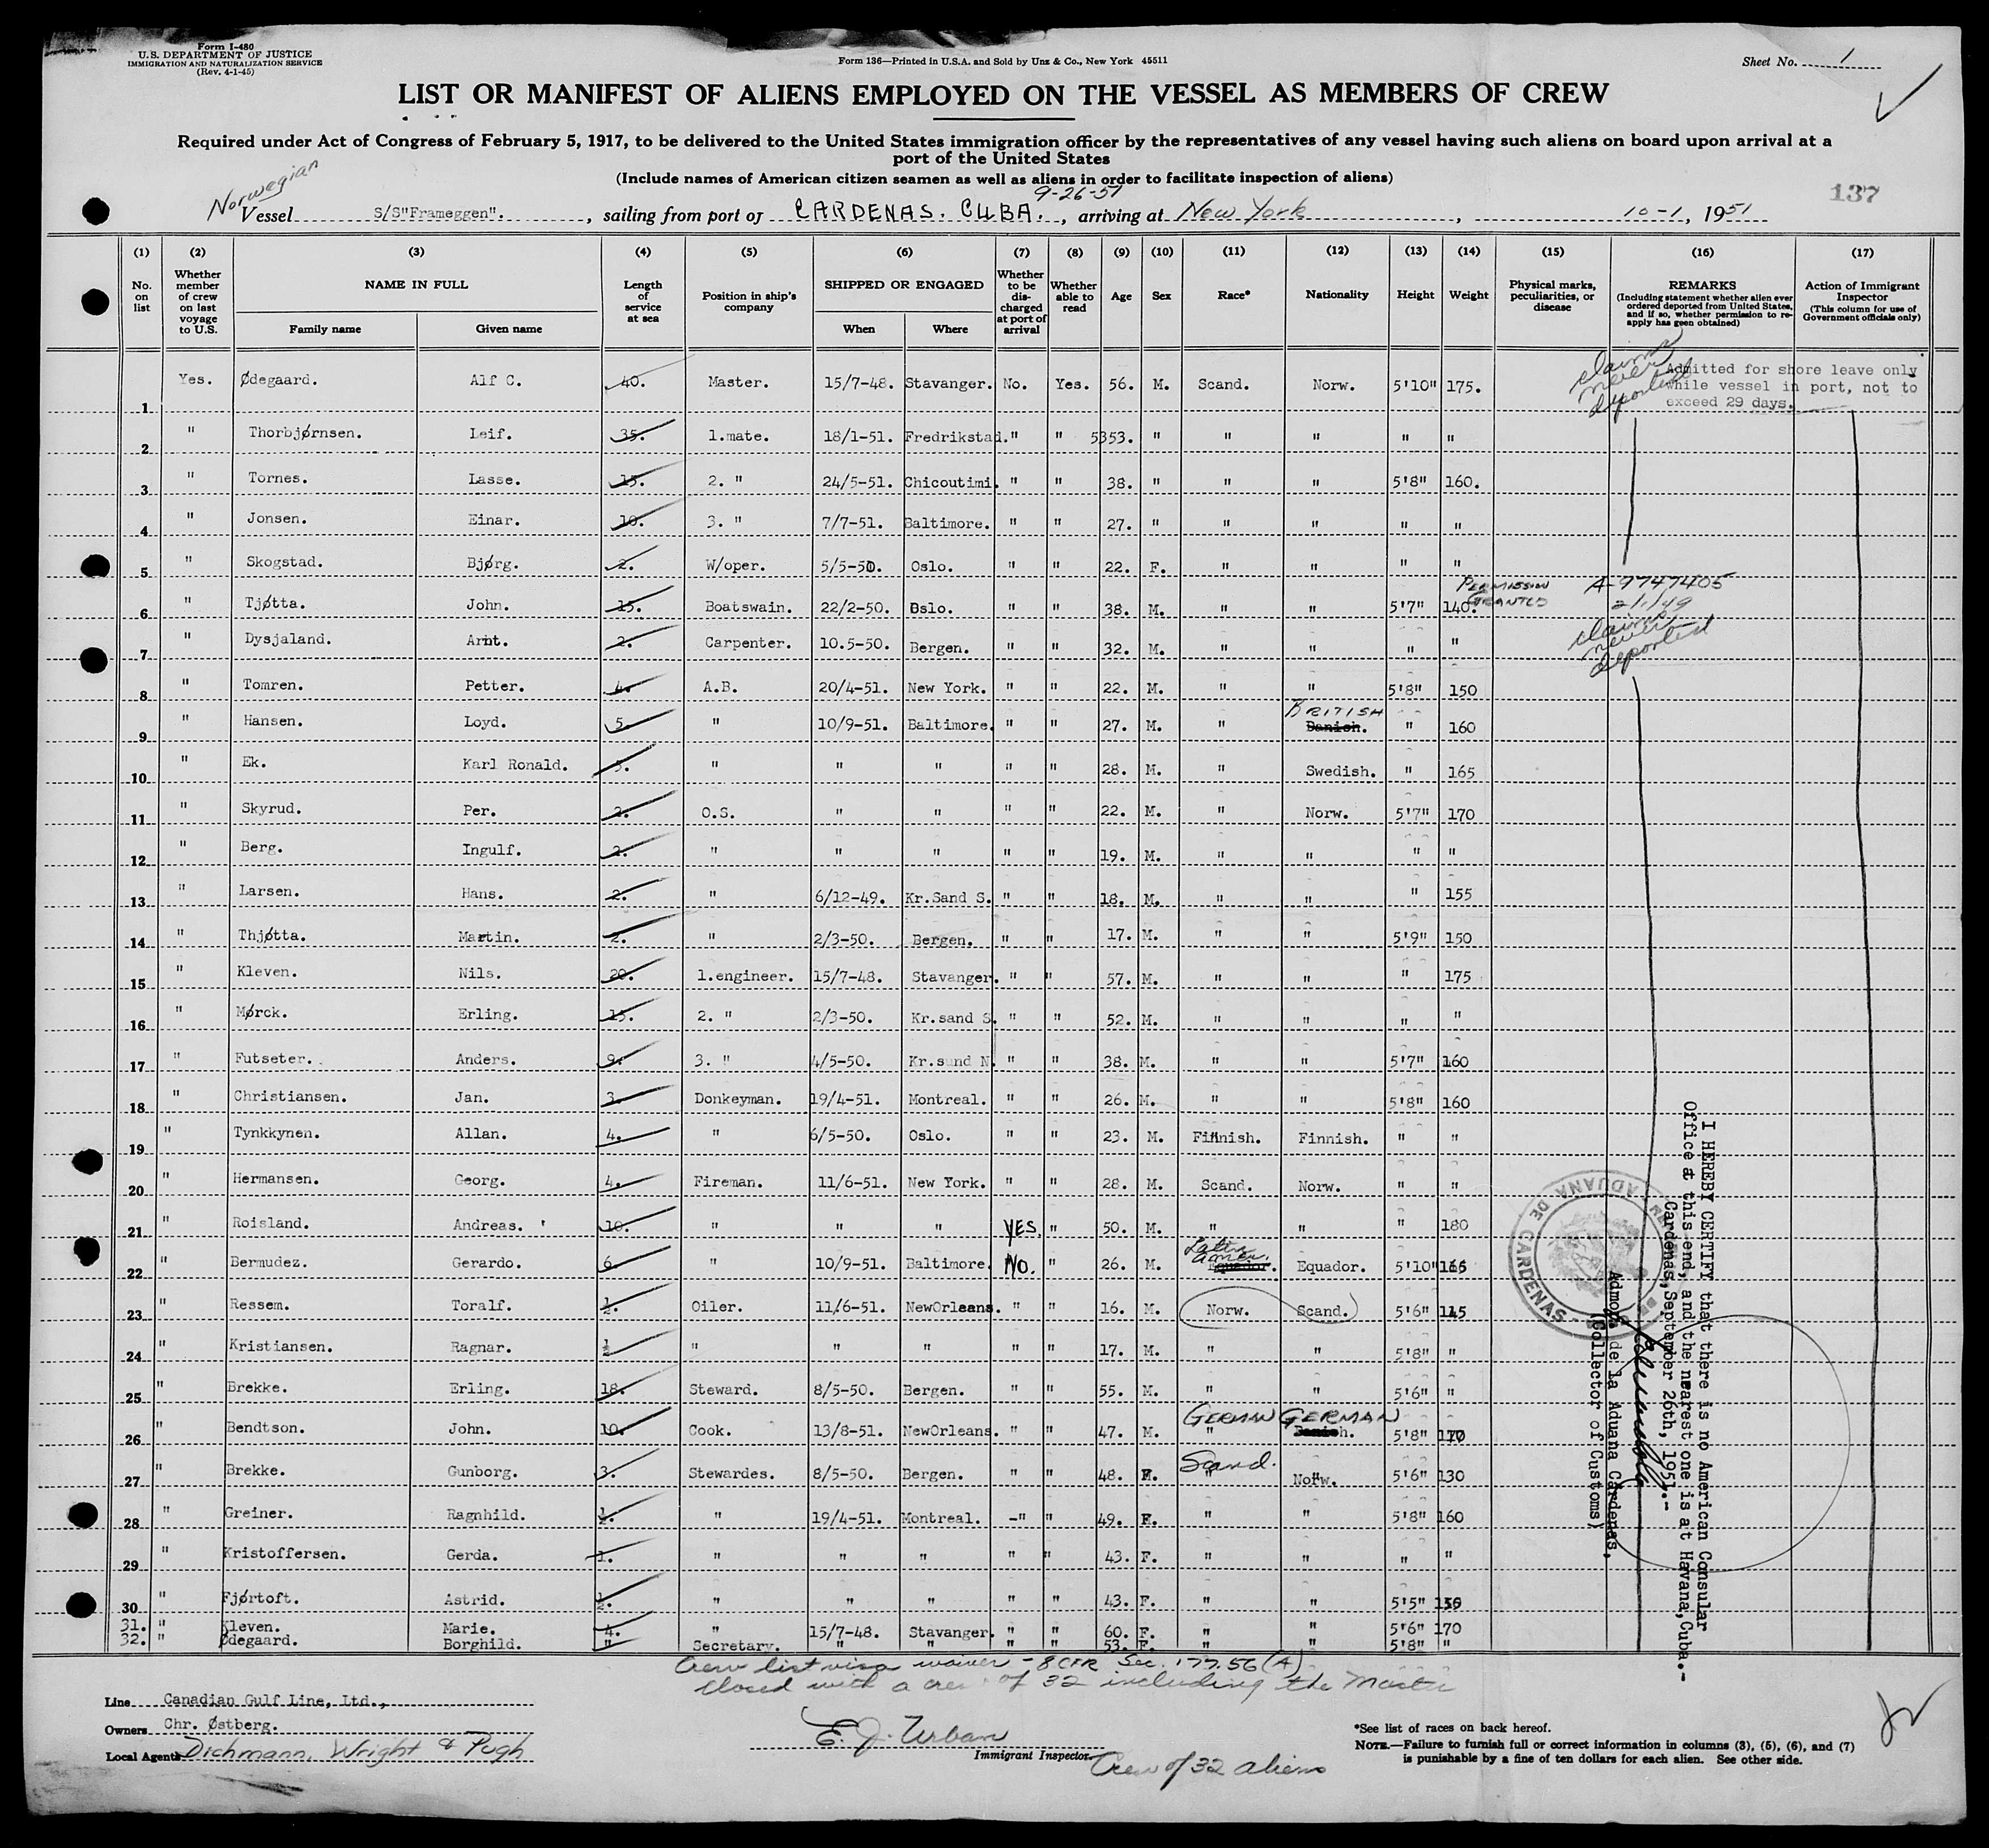 Form I-480
U.S. DEPARTMENT OF JUSTICE
IMMIGRATION AND NATURALIZATION SERVICE
(Rev. 4-1-45)
Form 136—Printed in U.S.A. and Sold by Unz & Co., New York 45511
Sheet No. 1
LIST OR MANIFEST OF ALIENS EMPLOYED ON THE VESSEL AS MEMBERS OF CREW
Required under Act of Congress of February 5, 1917, to be delivered to the United States immigration officer by the representatives of any vessel having such aliens on board upon arrival at a
port of the United States
(Include names of American citizen seamen as well as aliens in order to facilitate inspection of aliens)
137
Norwegian
9-26-51
Vessel S/S"Frameggen"., sailing from port of CARDENAS. CUBA., arriving at New York, 10-1, 1951
(1) (2) (3) (4) (5) (6) (7) (8) (9) (10) (11) (12) (13) (14) (15) (16) (17)
No. on list
Whether member of crew on last voyage to U.S.
NAME IN FULL
Family name
Given name
Length of service at sea
Position in ship's company
SHIPPED OR ENGAGED
When
Where
Whether to be discharged at port of arrival
Whether able to read
Age
Sex
Race*
Nationality
Height
Weight
Physical marks, peculiarities, or disease
REMARKS
(Including statement whether alien ever ordered deported from United States, and if so, whether permission to reapply has been obtained)
Action of Immigrant Inspector
(This column for use of Government officials only)
1 Yes. Ødegaard. Alf C. 40. Master. 15/7-48. Stavanger. No. Yes. 56. M. Scand. Norw. 5'10" 175.
claims never deported
Admitted for shore leave only
while vessel in port, not to
exceed 29 days.
2 " Thorbjørnsen. Leif. 35. 1.mate. 18/1-51. Fredrikstad. " " 5353. " " " " "
3 " Tornes. Lasse. 15. 2. " 24/5-51. Chicoutimi. " " 38. " " " 5'8" 160.
4 " Jonsen. Einar. 10. 3. " 7/7-51. Baltimore. " " 27. " " " " "
5 " Skogstad. Bjørg. 2. W/oper. 5/5-50. Oslo. " " 22. F. " " " "
6 " Tjøtta. John. 15. Boatswain. 22/2-50. Oslo. " " 38. M. " " 5'7" 140. PERMISSION GRANTED A-9747405 2/1/49
7 " Dysjaland. Arnt. 2. Carpenter. 10.5-50. Bergen. " " 32. M. " " " " claims never deported
8 " Tomren. Petter. 4. A.B. 20/4-51. New York. " " 22. M. " " 5'8" 150
9 " Hansen. Loyd. 5 " 10/9-51. Baltimore. " " 27. M. " BRITISH Danish. " 160
10 " Ek. Karl Ronald. 3. " " " " " 28. M. " Swedish. " 165
11 " Skyrud. Per. 2. O.S. " " " " 22. M. " Norw. 5'7" 170
12 " Berg. Ingulf. 2. " " " " " 19. M. " " " "
13 " Larsen. Hans. 2. " 6/12-49. Kr.Sand S. " " 18. M. " " " 155
14 " Thjøtta. Martin. 2. " 2/3-50. Bergen. " " 17. M. " " 5'9" 150
15 " Kleven. Nils. 20. 1.engineer. 15/7-48. Stavanger. " " 57. M. " " " 175
16 " Mørck. Erling. 15. 2. " 2/3-50. Kr.sand S. " " 52. M. " " " "
17 " Futseter. Anders. 9. 3. " 4/5-50. Kr.sund N. " " 38. M. " " 5'7" 160
18 " Christiansen. Jan. 3. Donkeyman. 19/4-51. Montreal. " " 26. M. " " 5'8" 160
19 " Tynkkynen. Allan. 4. " 6/5-50. Oslo. " " 23. M. Finnish. Finnish. " "
20 " Hermansen. Georg. 4. Fireman. 11/6-51. New York. " " 28. M. Scand. Norw. " "
21 " Roisland. Andreas. 10. " " " YES. " 50. M. " " " 180
22 " Bermudez. Gerardo. 6. " 10/9-51. Baltimore. NO. " 26. M. Latin Amer. Equador. Equador. 5'10"
23 " Ressem. Toralf. ½. Oiler. 11/6-51. NewOrleans. " " 16. M. Norw. Scand. 5'6"
24 " Kristiansen. Ragnar. ½ " " " " " 17. M. " " 5'8" "
25 " Brekke. Erling. 18. Steward. 8/5-50. Bergen. " " 55. M. " " 5'6" "
26 " Bendtson. John. 10. Cook. 13/8-51. NewOrleans. " " 47. M. GERMAN " GERMAN Danish. 5'8"
27 " Brekke. Gunborg. 3. Stewardes. 8/5-50. Bergen. " " 48. F. Scand. " Norw. 5'6" 130
28 " Greiner. Ragnhild. ½. " 19/4-51. Montreal. -" " 49. F. " " 5'8" 160
29 " Kristoffersen. Gerda. 1. " " " " " 43. F. " " " "
30 " Fjørtoft. Astrid. ½. " " " " " 43. F. " " 5'5"
31. " Kleven. Marie. 4. " 15/7-48. Stavanger. " " 60. F. " " 5'6" 170
32. " Ødegaard. Borghild. " Secretary. " " " " 53. F. " " 5'8" "
I HEREBY CERTIFY that there is no American Consular
Office at this end, and the nearest one is at Havana, Cuba.-
Cardenas, September 26th, 1951.-
Admor. de la Aduana Cardenas,
(Collector of Customs)
ADUANA DE CARDENAS
Crew list visa waiver - 8 CFR Sec. 177.56 (A)
Closed with a crew of 32 including the Master
Line Canadian Gulf Line, Ltd.,
Owners Chr. Østberg.
Local Agents Dichmann, Wright & Pugh
E. J. Urban
Immigrant Inspector.
Crew of 32 aliens
*See list of races on back hereof.
NOTE.—Failure to furnish full or correct information in columns (3), (5), (6), and (7)
is punishable by a fine of ten dollars for each alien. See other side.